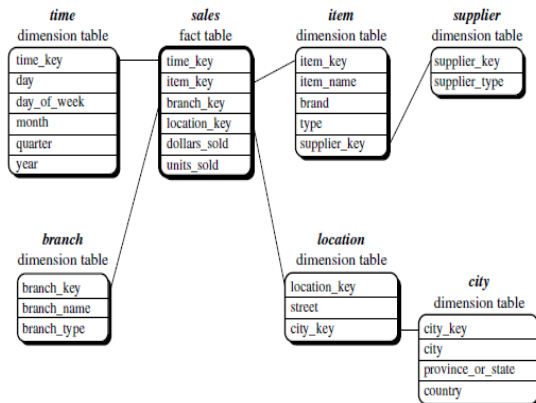 time
dimension table
time_key
day
day_of_week
month
quarter
year
sales
fact table
time_key
item_key
branch_key
location_key
dollars_sold
units_sold
item
dimension table
item_key
item_name
brand
type
supplier_key
supplier
dimension table
supplier_key
supplier_type
branch
dimension table
branch_key
branch_name
branch_type
location
dimension table
location_key
street
city_key
city
dimension table
city_key
city
province_or_state
country